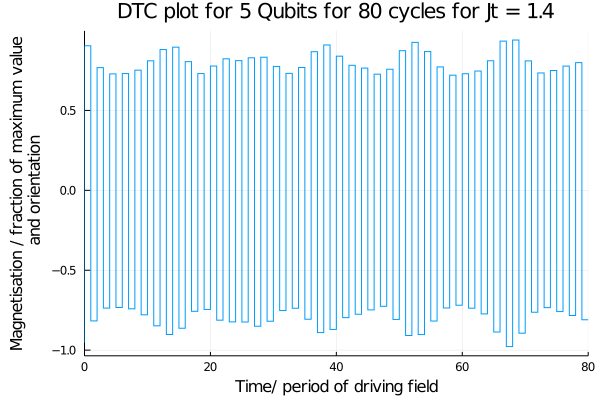 DTC plot for 5 Qubits for 80 cycles for Jt = 1.4
Magnetisation / fraction of maximum value
and orientation
0.5
0.0
−0.5
−1.0
0
20
40
60
80
Time/ period of driving field